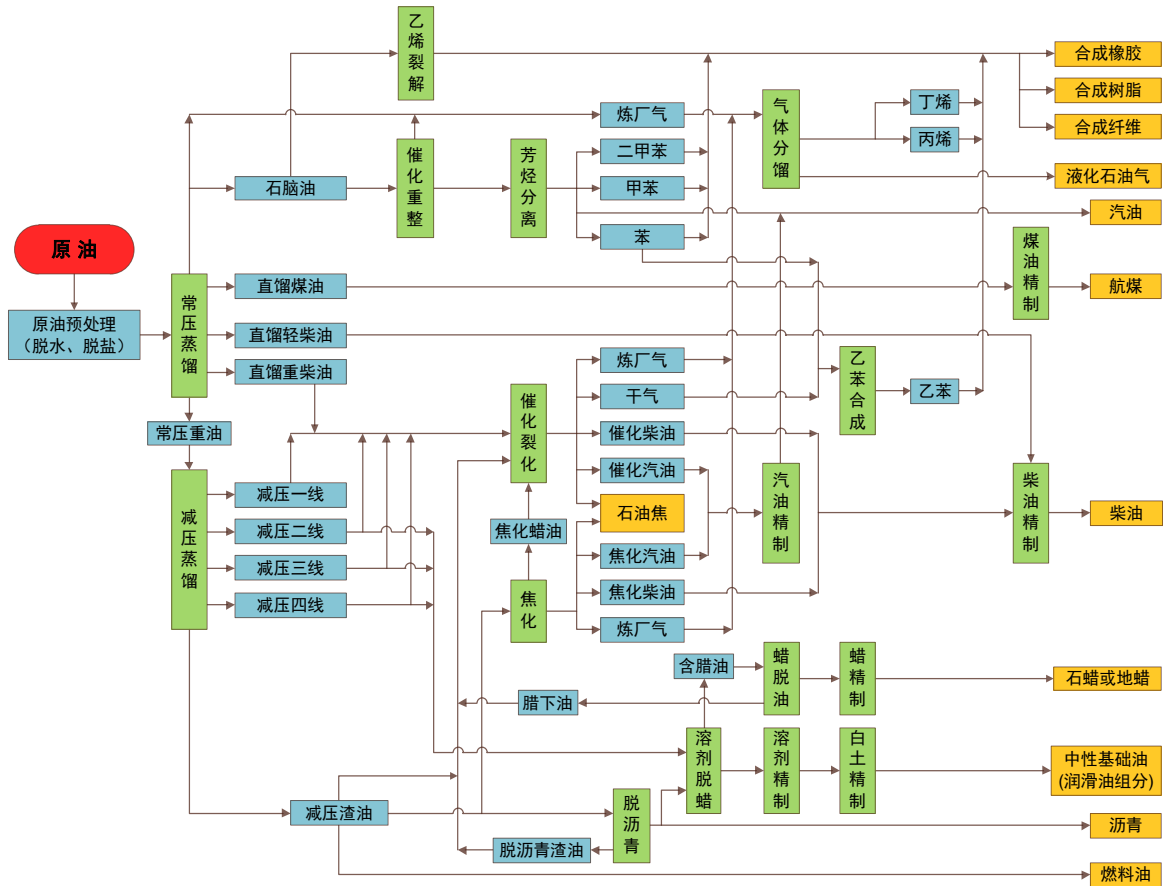 乙烯裂解
合成橡胶
合成树脂
合成纤维
炼厂气
气体分馏
丁烯
丙烯
催化重整
芳烃分离
二甲苯
石脑油
甲苯
液化石油气
汽油
苯
原油
煤油精制
常压蒸馏
直馏煤油
航煤
原油预处理
（脱水、脱盐）
直馏轻柴油
直馏重柴油
炼厂气
乙苯合成
干气
乙苯
催化裂化
常压重油
催化柴油
催化汽油
汽油精制
柴油精制
减压蒸馏
减压一线
石油焦
柴油
减压二线
焦化蜡油
焦化汽油
减压三线
焦化
焦化柴油
减压四线
炼厂气
含腊油
蜡脱油
蜡精制
石蜡或地蜡
腊下油
溶剂脱蜡
溶剂精制
白土精制
中性基础油
(润滑油组分)
减压渣油
脱沥青
沥青
脱沥青渣油
燃料油